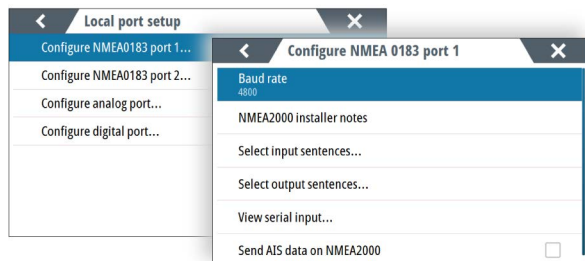 Local port setup
Configure NMEA0183 port 1...
Configure NMEA0183 port 2...
Configure analog port...
Configure digital port...
Configure NMEA 0183 port 1
Baud rate
4800
NMEA2000 installer notes
Select input sentences...
Select output sentences...
View serial input...
Send AIS data on NMEA2000